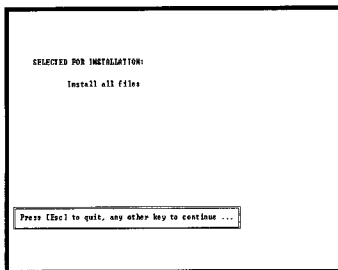 SELECTED FOR INSTALLATION:
Install all files
Press [Esc] to quit, any other key to continue ...